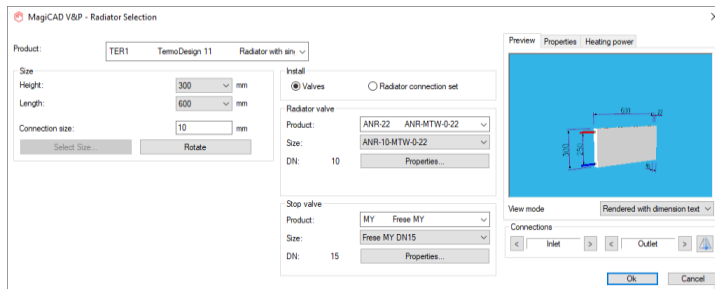 MagiCAD V&P - Radiator Selection
Product:
TER1 TermoDesign 11 Radiator with sin
Size
Height:
300
mm
Length:
600
mm
Connection size:
10
mm
Select Size...
Rotate
Install
Valves
Radiator connection set
Radiator valve
Product:
ANR-22 ANR-MTW-0-22
Size:
ANR-10-MTW-0-22
DN:
10
Properties...
Stop valve
Product:
MY Frese MY
Size:
Frese MY DN15
DN:
15
Properties...
Preview
Properties
Heating power
300
250
View mode
Rendered with dimension text
Connections
<
Inlet
>
<
Outlet
>
Ok
Cancel